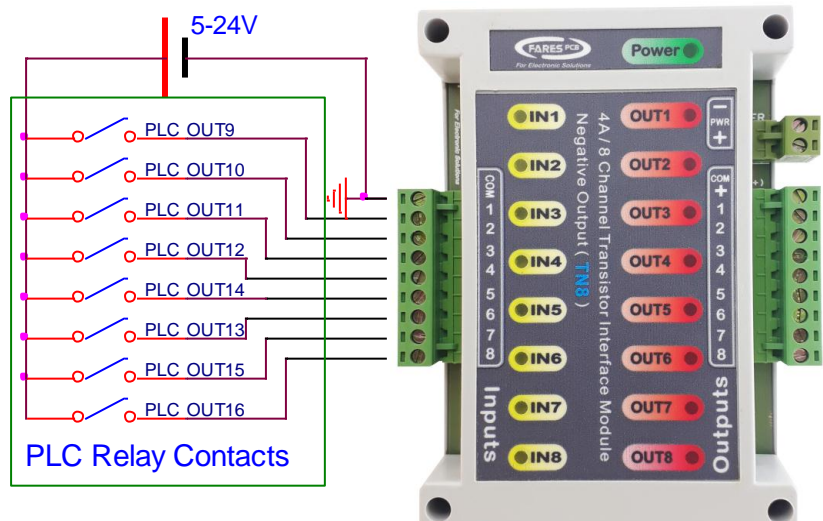 5-24V
PLC OUT9
PLC OUT10
PLC OUT11
PLC OUT12
PLC OUT14
PLC OUT13
PLC OUT15
PLC OUT16
PLC Relay Contacts
FARES PCB
For Electronic Solutions
Power
For Electronic Solutions
IN1
IN2
IN3
IN4
IN5
IN6
IN7
IN8
COM
1
2
3
4
5
6
7
8
Inputs
4A / 8 Channel Transistor Interface Module
Negative Output ( TN8 )
OUT1
OUT2
OUT3
OUT4
OUT5
OUT6
OUT7
OUT8
− PWR +
COM
+
1
2
3
4
5
6
7
8
Outputs